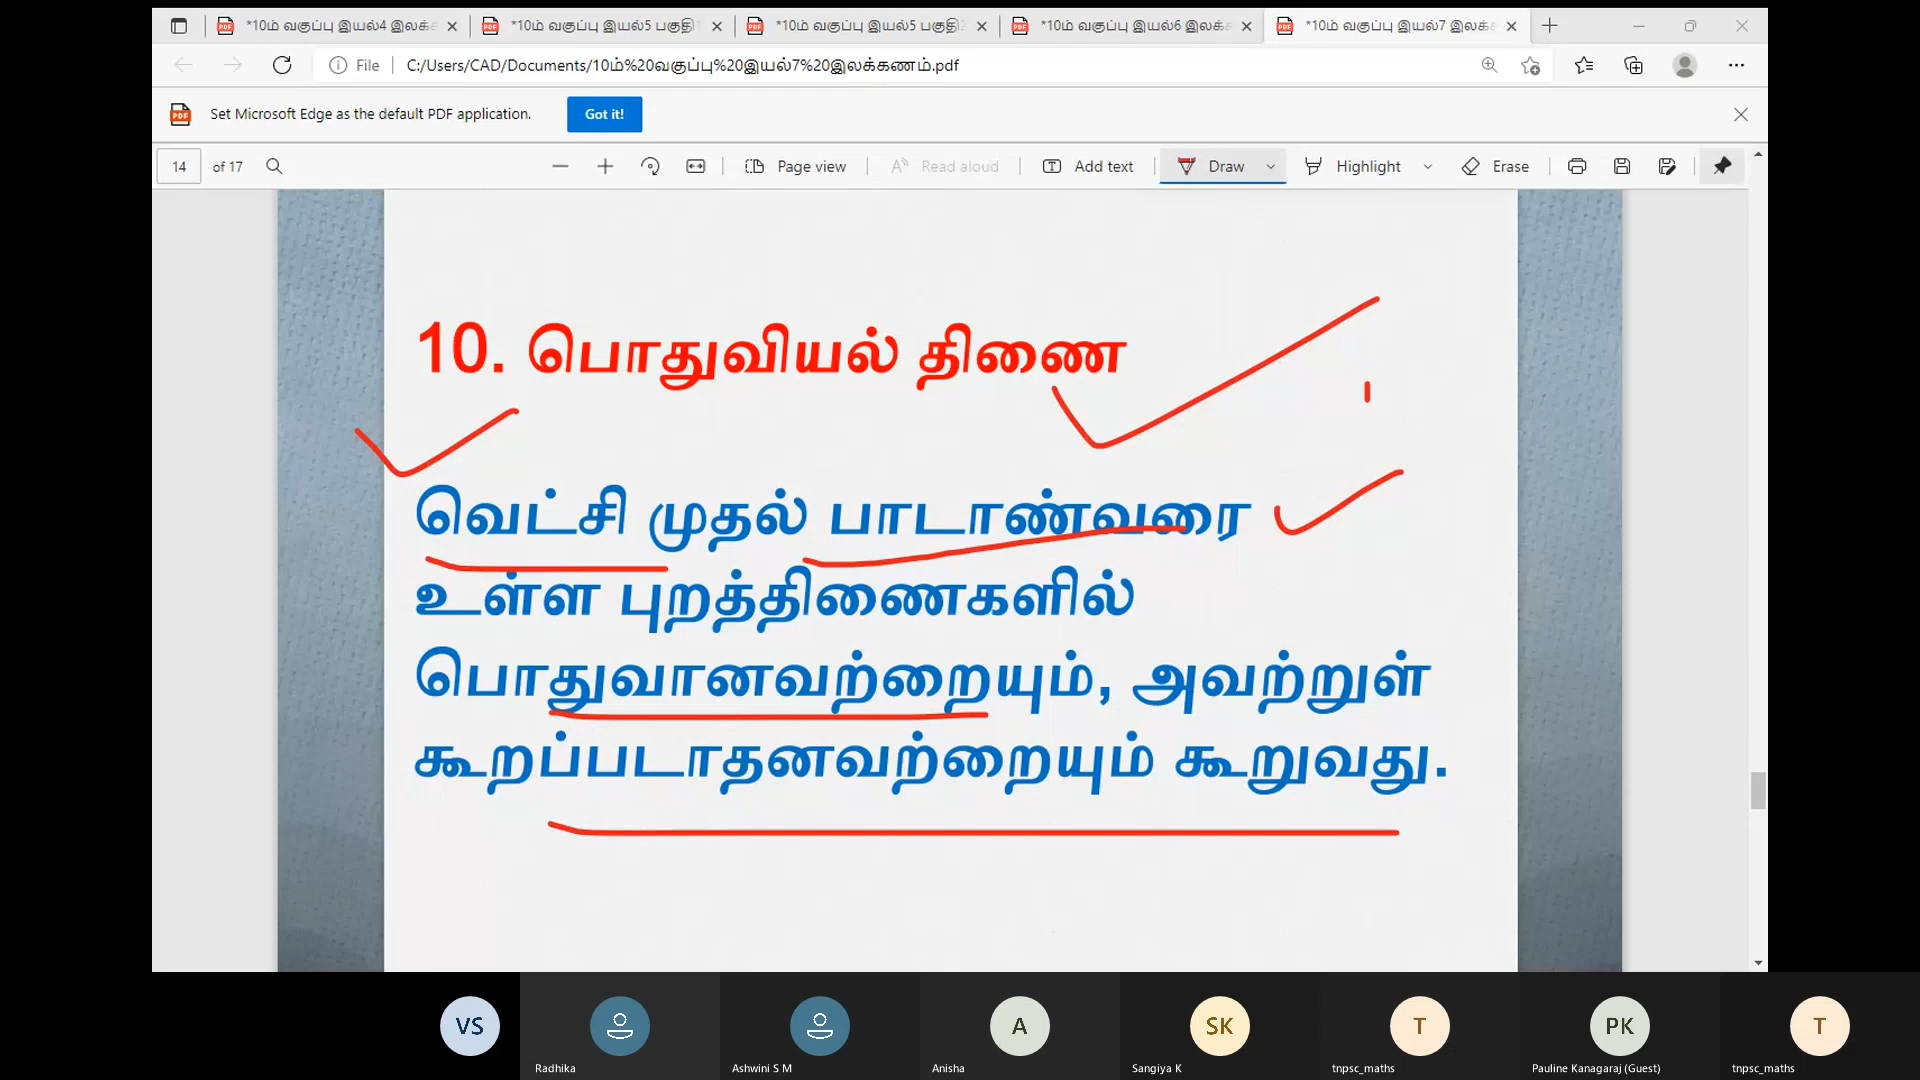 *10ம் வகுப்பு இயல்4 இலக்க
*10ம் வகுப்பு இயல்5 பகுதி1
*10ம் வகுப்பு இயல்5 பகுதி2
*10ம் வகுப்பு இயல்6 இலக்க
*10ம் வகுப்பு இயல்7 இலக்க
File
C:/Users/CAD/Documents/10ம்%20வகுப்பு%20இயல்7%20இலக்கணம்.pdf
Set Microsoft Edge as the default PDF application.
Got it!
14 of 17
Page view
Read aloud
Add text
Draw
Highlight
Erase
10. பொதுவியல் திணை
வெட்சி முதல் பாடாண்வரை
உள்ள புறத்திணைகளில்
பொதுவானவற்றையும், அவற்றுள்
கூறப்படாதனவற்றையும் கூறுவது.
VS
Radhika
Ashwini S M
A
Anisha
SK
Sangiya K
T
tnpsc_maths
PK
Pauline Kanagaraj (Guest)
T
tnpsc_maths